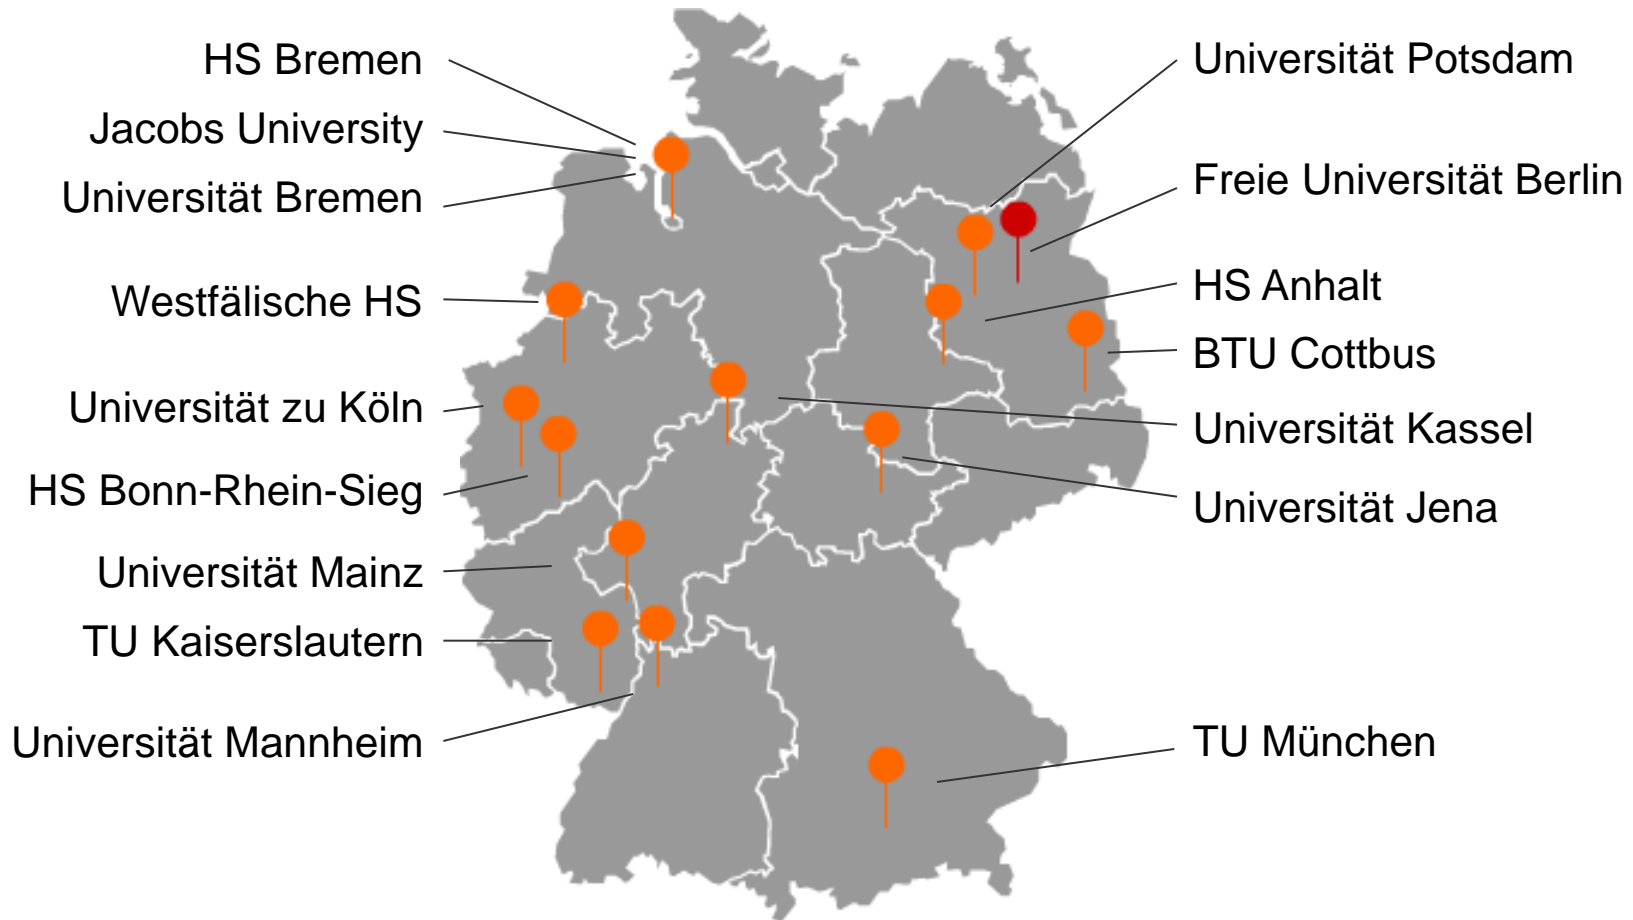 HS Bremen
Jacobs University
Universität Bremen
Westfälische HS
Universität zu Köln
HS Bonn-Rhein-Sieg
Universität Mainz
TU Kaiserslautern
Universität Mannheim
Universität Potsdam
Freie Universität Berlin
HS Anhalt
BTU Cottbus
Universität Kassel
Universität Jena
TU München